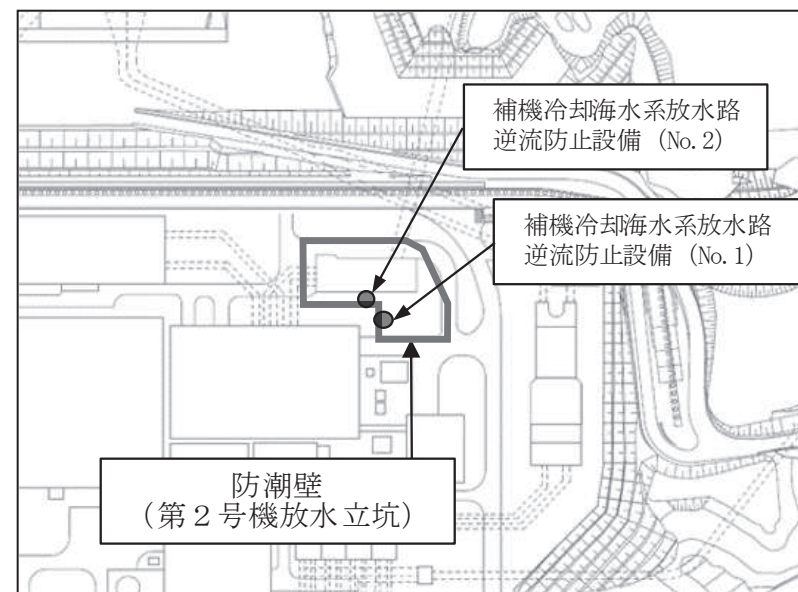 補機冷却海水系放水路
逆流防止設備（No.2）
補機冷却海水系放水路
逆流防止設備（No.1）
防潮壁
（第２号機放水立坑）